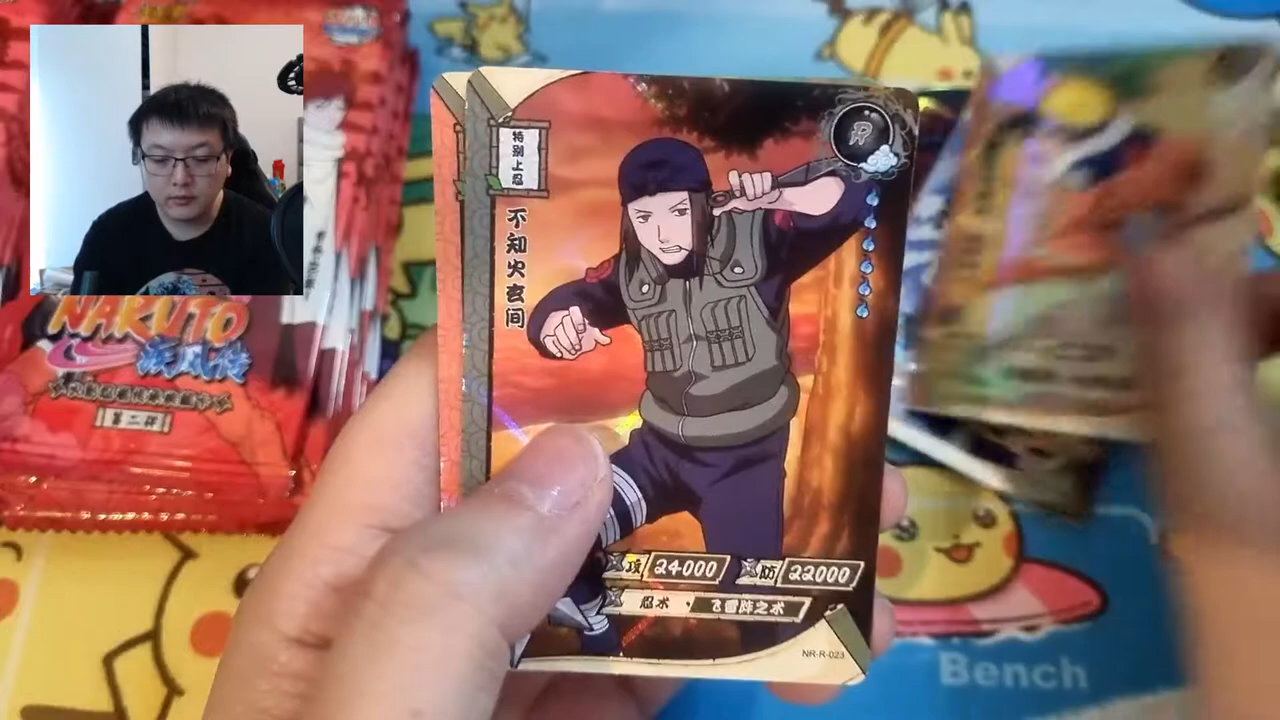 NARUTO
疾风传
第二弹
R
特别上忍
不知火玄间
攻 24000
防 22000
忍术 · 飞雷阵之术
NR-R-023
Bench